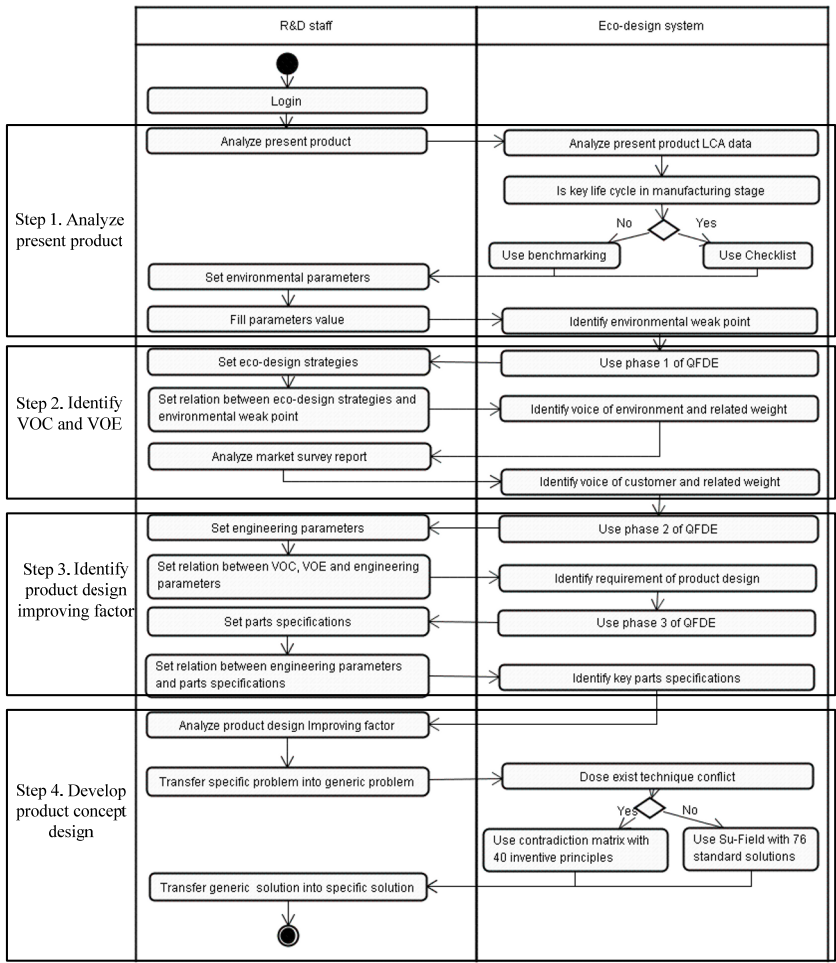 R&D staff
Eco-design system
Login
Step 1. Analyze
present product
Analyze present product
Analyze present product LCA data
Is key life cycle in manufacturing stage
No
Yes
Use benchmarking
Use Checklist
Set environmental parameters
Fill parameters value
Identify environmental weak point
Step 2. Identify
VOC and VOE
Set eco-design strategies
Use phase 1 of QFDE
Set relation between eco-design strategies and
environmental weak point
Identify voice of environment and related weight
Analyze market survey report
Identify voice of customer and related weight
Step 3. Identify
product design
improving factor
Set engineering parameters
Use phase 2 of QFDE
Set relation between VOC, VOE and engineering
parameters
Identify requirement of product design
Set parts specifications
Use phase 3 of QFDE
Set relation between engineering parameters
and parts specifications
Identify key parts specifications
Step 4. Develop
product concept
design
Analyze product design Improving factor
Transfer specific problem into generic problem
Dose exist technique conflict
Yes
No
Use contradiction matrix with
40 inventive principles
Use Su-Field with 76
standard solutions
Transfer generic solution into specific solution